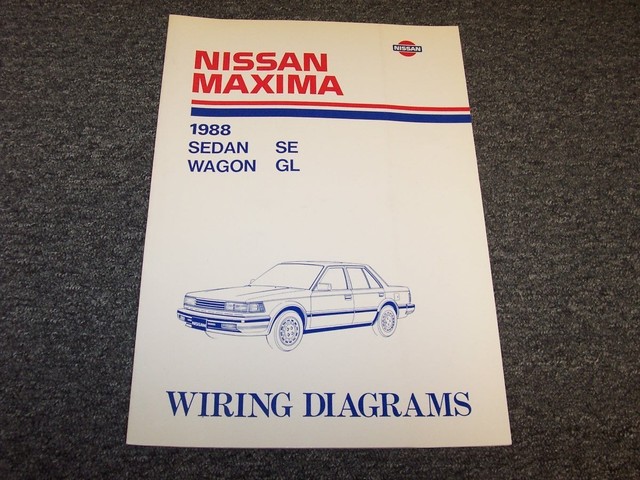 NISSAN
NISSAN
MAXIMA
1988
SEDAN SE
WAGON GL
WIRING DIAGRAMS